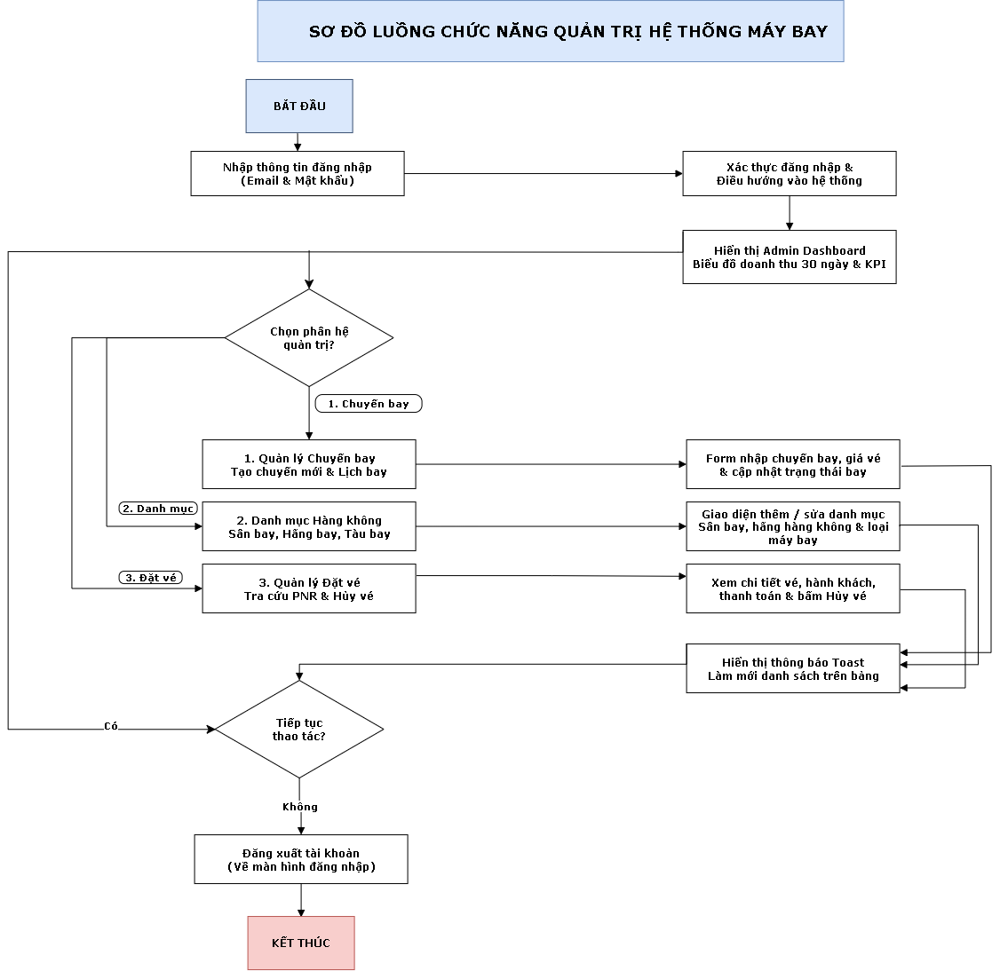 SƠ ĐỒ LUỒNG CHỨC NĂNG QUẢN TRỊ HỆ THỐNG MÁY BAY
BẮT ĐẦU
Nhập thông tin đăng nhập
(Email & Mật khẩu)
Xác thực đăng nhập &
Điều hướng vào hệ thống
Hiển thị Admin Dashboard
Biểu đồ doanh thu 30 ngày & KPI
Chọn phân hệ
quản trị?
1. Chuyến bay
1. Quản lý Chuyến bay
Tạo chuyến mới & Lịch bay
Form nhập chuyến bay, giá vé
& cập nhật trạng thái bay
2. Danh mục
2. Danh mục Hàng không
Sân bay, Hãng bay, Tàu bay
Giao diện thêm / sửa danh mục
Sân bay, hãng hàng không & loại
máy bay
3. Đặt vé
3. Quản lý Đặt vé
Tra cứu PNR & Hủy vé
Xem chi tiết vé, hành khách,
thanh toán & bấm Hủy vé
Hiển thị thông báo Toast
Làm mới danh sách trên bảng
Tiếp tục
thao tác?
Có
Không
Đăng xuất tài khoản
(Về màn hình đăng nhập)
KẾT THÚC